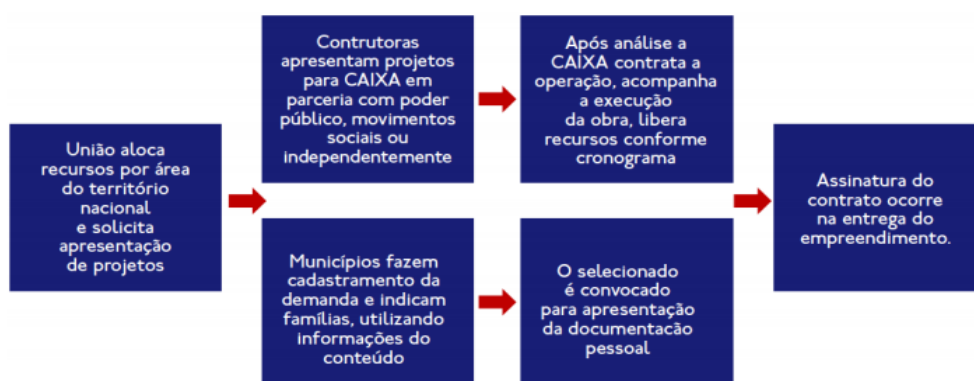 União aloca
recursos por área
do território
nacional
e solicita
apresentação
de projetos
Contrutoras
apresentam projetos
para CAIXA em
parceria com poder
público, movimentos
sociais ou
independentemente
Após análise a
CAIXA contrata a
operação, acompanha
a execução
da obra, libera
recursos conforme
cronograma
Municípios fazem
cadastramento da
demanda e indicam
famílias, utilizando
informações do
conteúdo
O selecionado
é convocado
para apresentação
da documentacão
pessoal
Assinatura do
contrato ocorre
na entrega do
empreendimento.